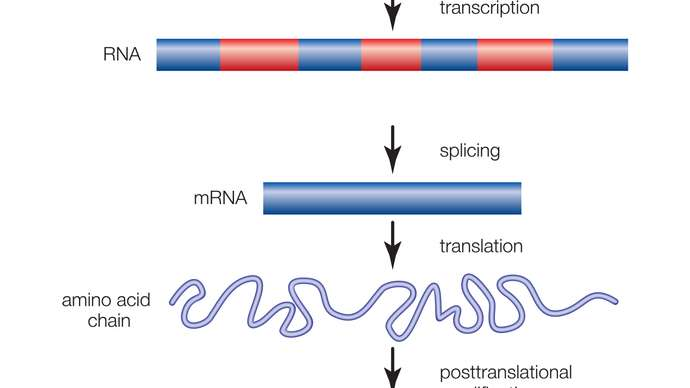 transcription
RNA
splicing
mRNA
translation
amino acid
chain
posttranslational